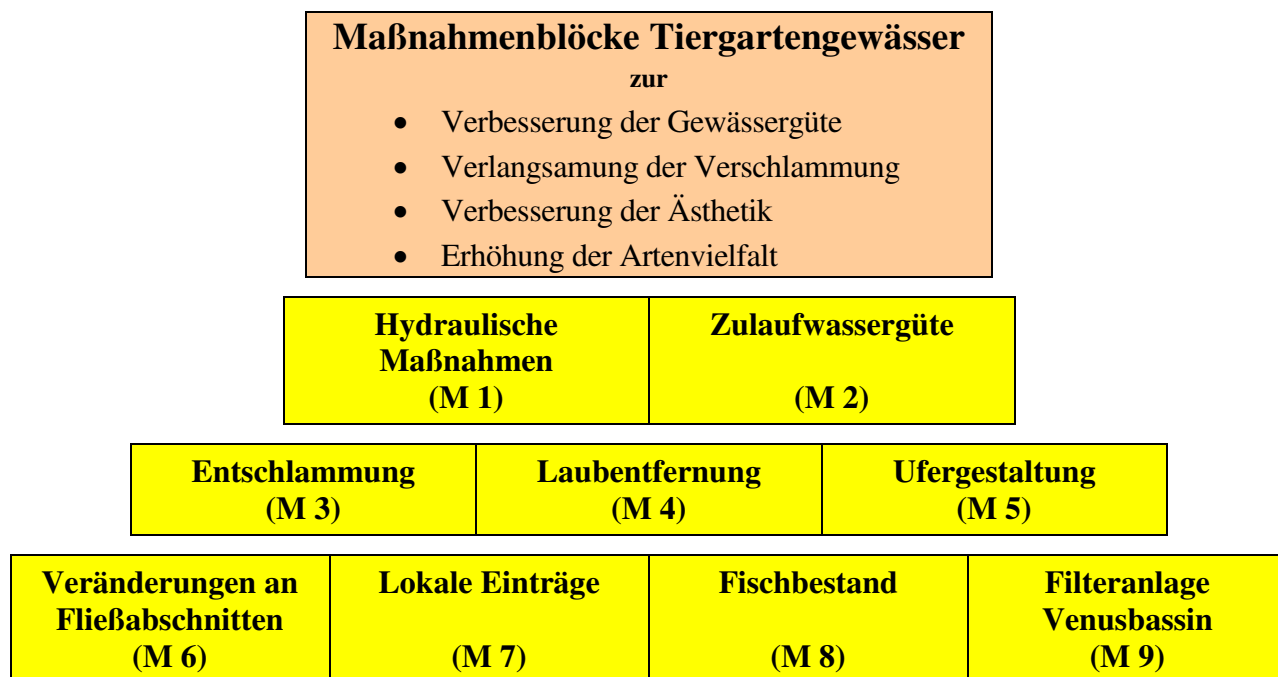 Maßnahmenblöcke Tiergartengewässer
zur
• Verbesserung der Gewässergüte
• Verlangsamung der Verschlammung
• Verbesserung der Ästhetik
• Erhöhung der Artenvielfalt
Hydraulische
Maßnahmen
(M 1)
Zulaufwassergüte
(M 2)
Entschlammung
(M 3)
Laubentfernung
(M 4)
Ufergestaltung
(M 5)
Veränderungen an
Fließabschnitten
(M 6)
Lokale Einträge
(M 7)
Fischbestand
(M 8)
Filteranlage
Venusbassin
(M 9)